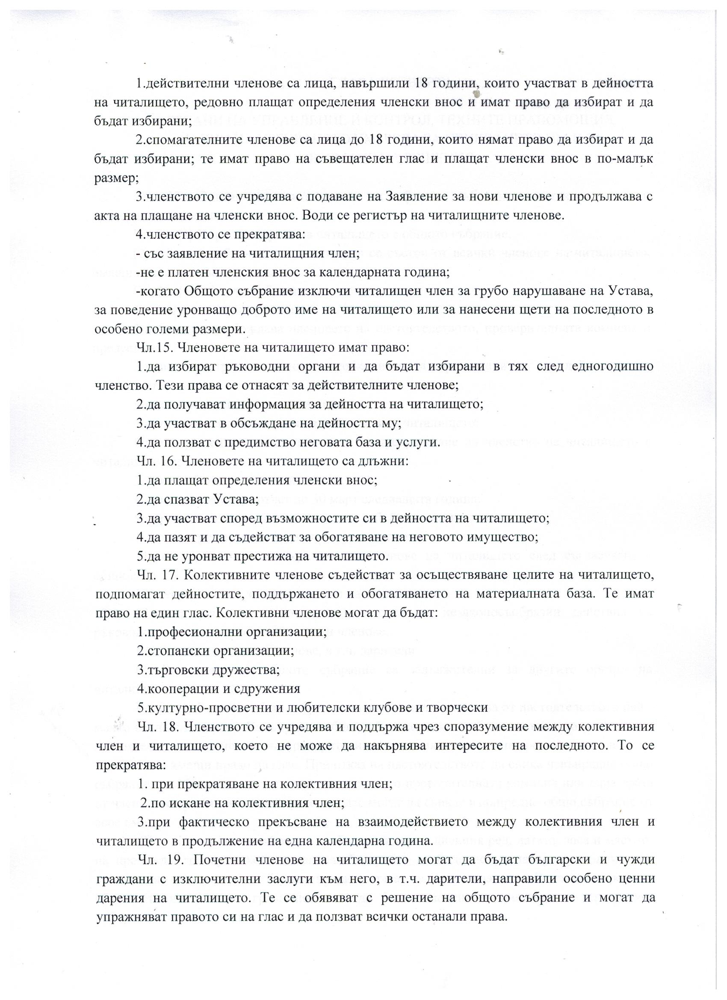 1.действителни членове са лица, навършили 18 години, които участват в дейността
на читалището, редовно плащат определения членски внос и имат право да избират и да
бъдат избирани;
2.спомагателните членове са лица до 18 години, които нямат право да избират и да
бъдат избирани; те имат право на съвещателен глас и плащат членски внос в по-малък
размер;
3.членството се учредява с подаване на Заявление за нови членове и продължава с
акта на плащане на членски внос. Води се регистър на читалищните членове.
4.членството се прекратява:
- със заявление на читалищния член;
-не е платен членския внос за календарната година;
-когато Общото събрание изключи читалищен член за грубо нарушаване на Устава,
за поведение уронващо доброто име на читалището или за нанесени щети на последното в
особено големи размери.
Чл.15. Членовете на читалището имат право:
1.да избират ръководни органи и да бъдат избирани в тях след едногодишно
членство. Тези права се отнасят за действителните членове;
2.да получават информация за дейността на читалището;
3.да участват в обсъждане на дейността му;
4.да ползват с предимство неговата база и услуги.
Чл. 16. Членовете на читалището са длъжни:
1.да плащат определения членски внос;
2.да спазват Устава;
3.да участват според възможностите си в дейността на читалището;
4.да пазят и да съдействат за обогатяване на неговото имущество;
5.да не уронват престижа на читалището.
Чл. 17. Колективните членове съдействат за осъществяване целите на читалището,
подпомагат дейностите, поддържането и обогатяването на материалната база. Те имат
право на един глас. Колективни членове могат да бъдат:
1.професионални организации;
2.стопански организации;
3.търговски дружества;
4.кооперации и сдружения
5.културно-просветни и любителски клубове и творчески
Чл. 18. Членството се учредява и поддържа чрез споразумение между колективния
член и читалището, което не може да накърнява интересите на последното. То се
прекратява:
1. при прекратяване на колективния член;
2.по искане на колективния член;
3.при фактическо прекъсване на взаимодействието между колективния член и
читалището в продължение на една календарна година.
Чл. 19. Почетни членове на читалището могат да бъдат български и чужди
граждани с изключителни заслуги към него, в т.ч. дарители, направили особено ценни
дарения на читалището. Те се обявяват с решение на общото събрание и могат да
упражняват правото си на глас и да ползват всички останали права.